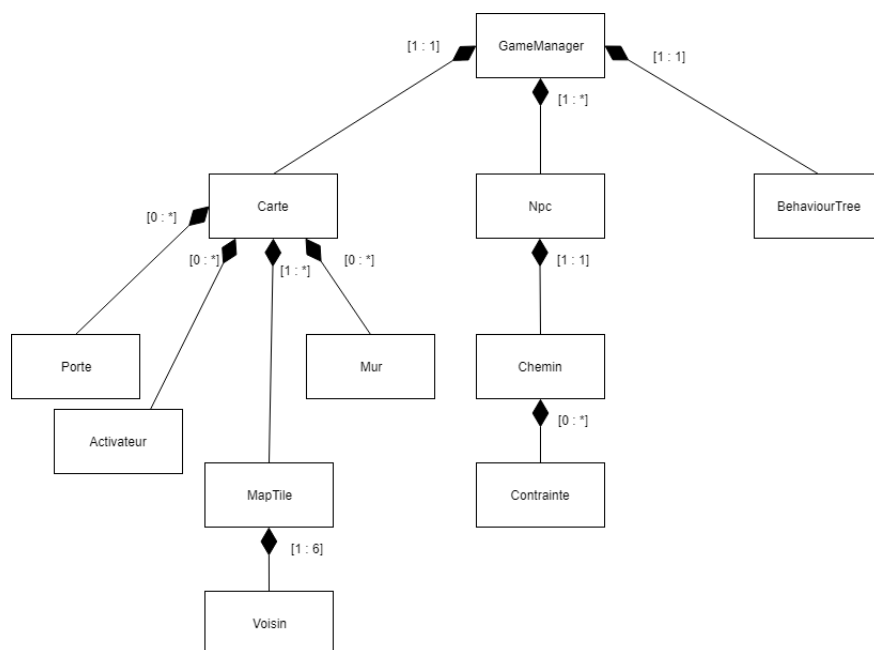 GameManager
[1 : 1]
[1 : 1]
[1 : *]
Carte
Npc
BehaviourTree
[0 : *]
[0 : *]
[1 : *]
[0 : *]
[1 : 1]
Porte
Mur
Chemin
Activateur
[0 : *]
MapTile
Contrainte
[1 : 6]
Voisin